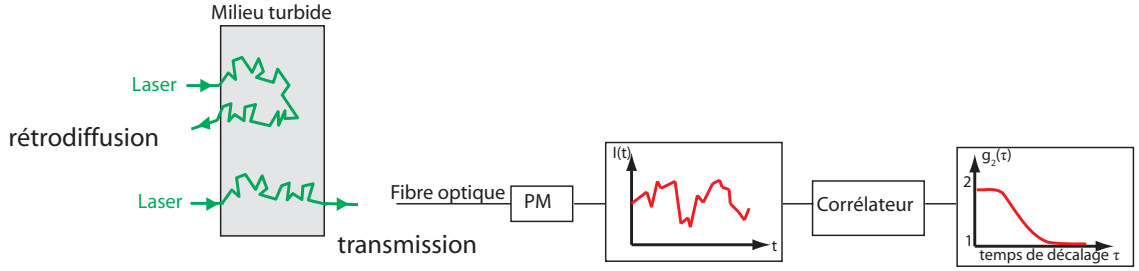 Milieu turbide
Laser
rétrodiffusion
Laser
transmission
Fibre optique
PM
I(t)
t
Corrélateur
g₂(τ)
2
1
temps de décalage τ